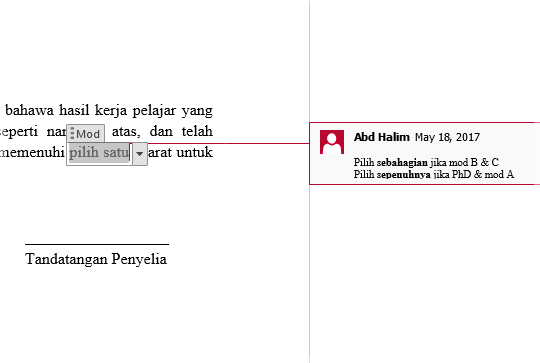 bahawa hasil kerja pelajar yang
Mod
seperti atas, dan telah
memenuhi pilih satu arat untuk
Tandatangan Penyelia
Abd Halim May 18, 2017
Pilih sebahagian jika mod B & C
Pilih sepenuhnya jika PhD & mod A